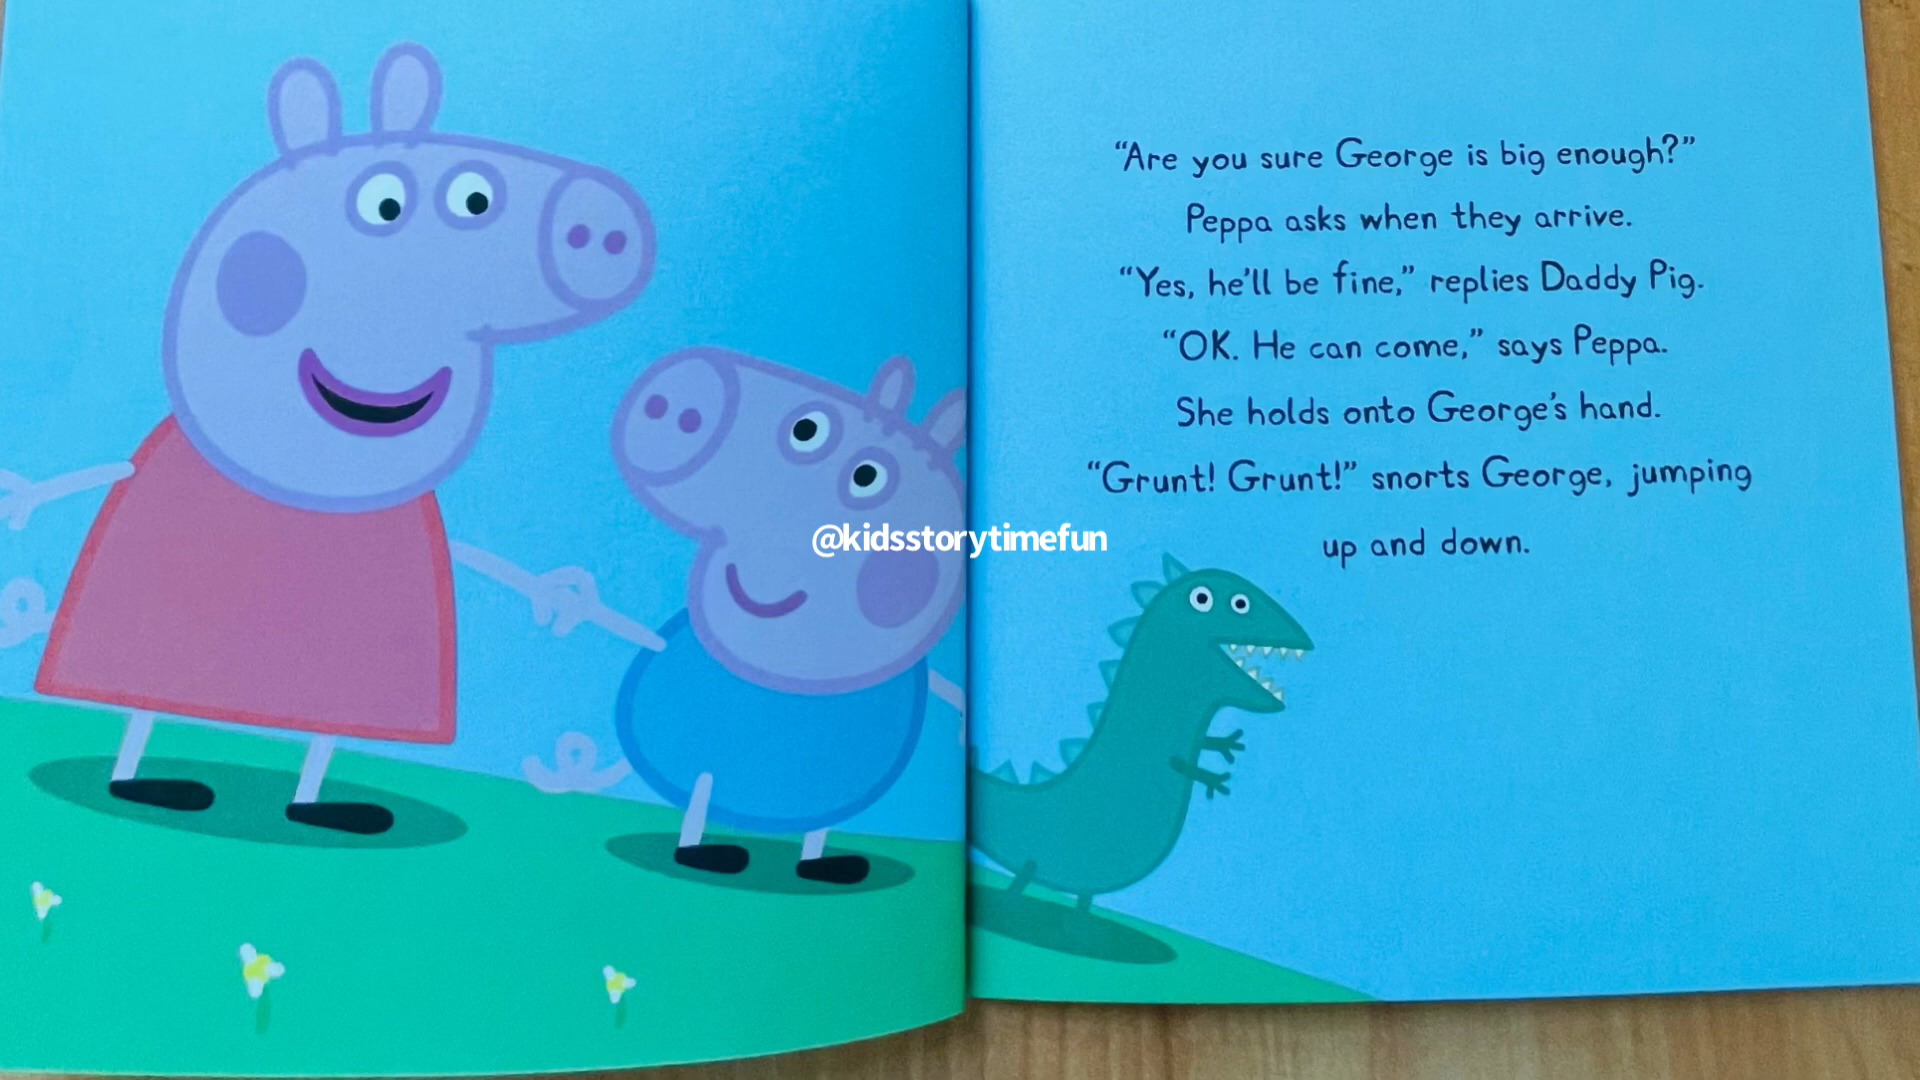 “Are you sure George is big enough?”
Peppa asks when they arrive.
“Yes, he’ll be fine,” replies Daddy Pig.
“OK. He can come,” says Peppa.
She holds onto George’s hand.
“Grunt! Grunt!” snorts George, jumping
up and down.
@kidsstorytimefun